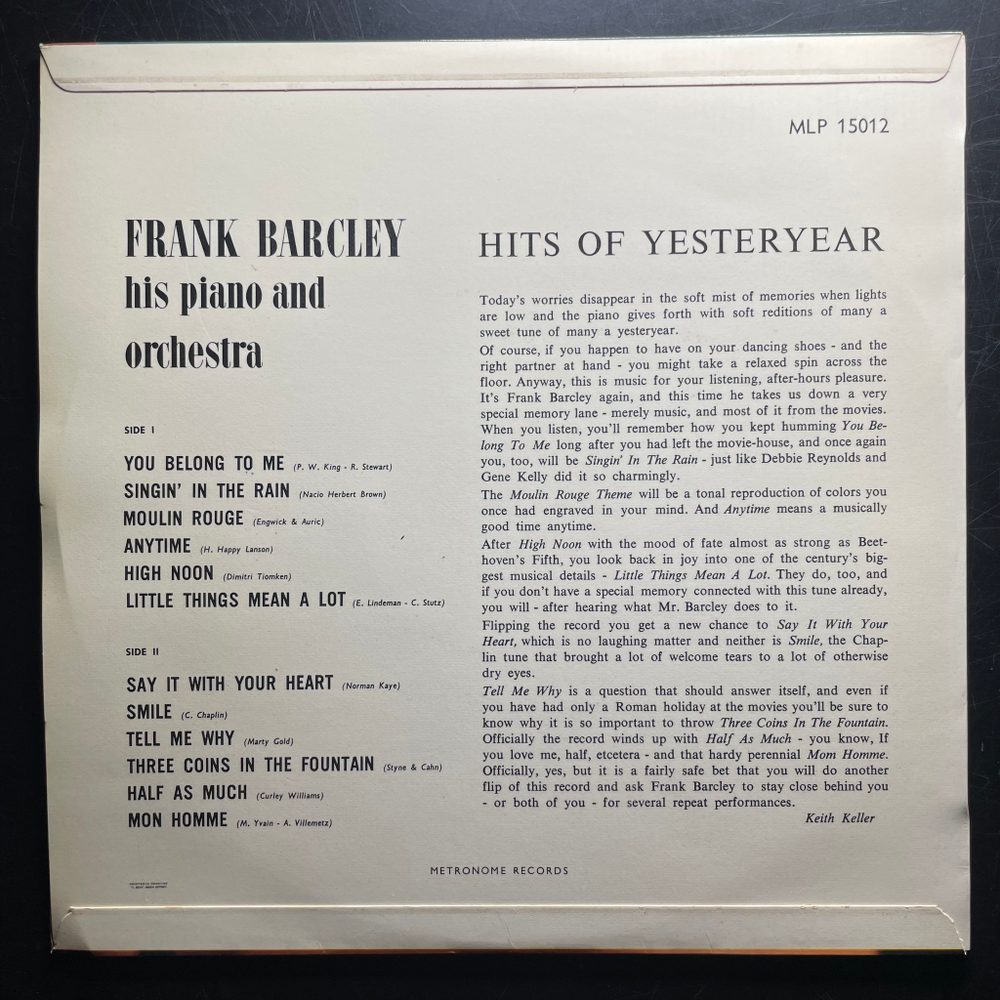 MLP 15012
FRANK BARCLEY
his piano and
orchestra
SIDE I
YOU BELONG TO ME (P. W. King - R. Stewart)
SINGIN' IN THE RAIN (Nacio Herbert Brown)
MOULIN ROUGE (Engwick & Auric)
ANYTIME (H. Happy Lanson)
HIGH NOON (Dimitri Tiomken)
LITTLE THINGS MEAN A LOT (E. Lindeman - C. Stutz)
SIDE II
SAY IT WITH YOUR HEART (Norman Kaye)
SMILE (C. Chaplin)
TELL ME WHY (Marty Gold)
THREE COINS IN THE FOUNTAIN (Styne & Cahn)
HALF AS MUCH (Curley Williams)
MON HOMME (M. Yvain - A. Villemetz)
HITS OF YESTERYEAR
Today's worries disappear in the soft mist of memories when lights
are low and the piano gives forth with soft reditions of many a
sweet tune of many a yesteryear.
Of course, if you happen to have on your dancing shoes - and the
right partner at hand - you might take a relaxed spin across the
floor. Anyway, this is music for your listening, after-hours pleasure.
It's Frank Barcley again, and this time he takes us down a very
special memory lane - merely music, and most of it from the movies.
When you listen, you'll remember how you kept humming You Be-
long To Me long after you had left the movie-house, and once again
you, too, will be Singin' In The Rain - just like Debbie Reynolds and
Gene Kelly did it so charmingly.
The Moulin Rouge Theme will be a tonal reproduction of colors you
once had engraved in your mind. And Anytime means a musically
good time anytime.
After High Noon with the mood of fate almost as strong as Beet-
hoven's Fifth, you look back in joy into one of the century's big-
gest musical details - Little Things Mean A Lot. They do, too, and
if you don't have a special memory connected with this tune already,
you will - after hearing what Mr. Barcley does to it.
Flipping the record you get a new chance to Say It With Your
Heart, which is no laughing matter and neither is Smile, the Chap-
lin tune that brought a lot of welcome tears to a lot of otherwise
dry eyes.
Tell Me Why is a question that should answer itself, and even if
you have had only a Roman holiday at the movies you'll be sure to
know why it is so important to throw Three Coins In The Fountain.
Officially the record winds up with Half As Much - you know, If
you love me, half, etcetera - and that hardy perennial Mom Homme.
Officially, yes, but it is a fairly safe bet that you will do another
flip of this record and ask Frank Barcley to stay close behind you
- or both of you - for several repeat performances.
Keith Keller
METRONOME RECORDS